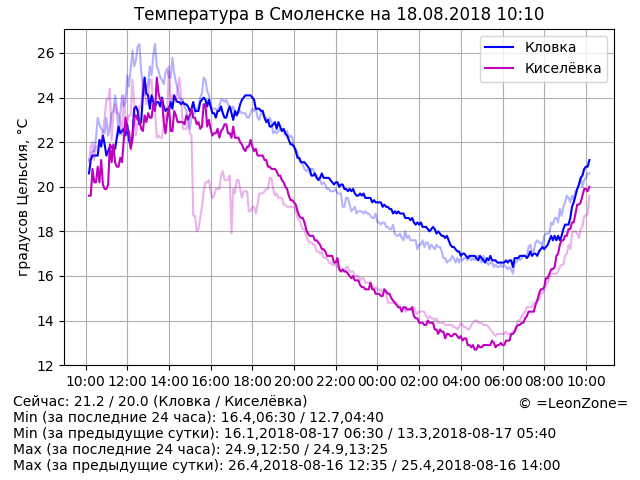 Температура в Смоленске на 18.08.2018 10:10
градусов Цельсия, °C
26
24
22
20
18
16
14
12
Кловка
Киселёвка
10:00 12:00 14:00 16:00 18:00 20:00 22:00 00:00 02:00 04:00 06:00 08:00 10:00
Сейчас: 21.2 / 20.0 (Кловка / Киселёвка)
© =LeonZone=
Min (за последние 24 часа): 16.4,06:30 / 12.7,04:40
Min (за предыдущие сутки): 16.1,2018-08-17 06:30 / 13.3,2018-08-17 05:40
Max (за последние 24 часа): 24.9,12:50 / 24.9,13:25
Max (за предыдущие сутки): 26.4,2018-08-16 12:35 / 25.4,2018-08-16 14:00